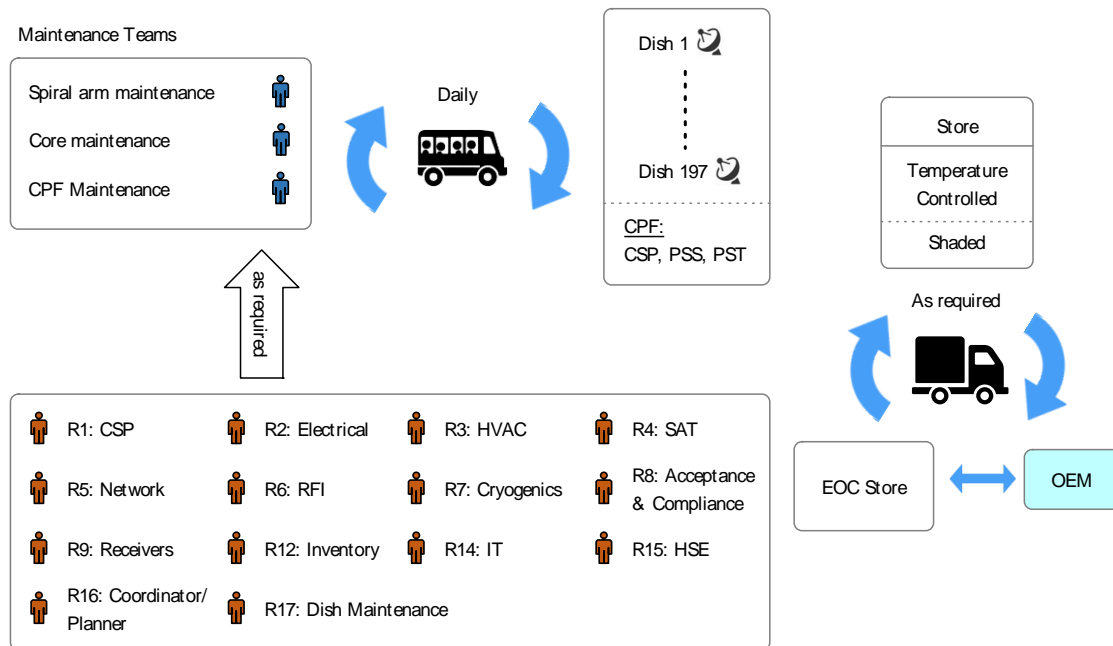 Maintenance Teams
Spiral arm maintenance
Core maintenance
CPF Maintenance
Daily
Dish 1
Dish 197
CPF:
CSP, PSS, PST
Store
Temperature
Controlled
Shaded
as required
As required
EOC Store
OEM
R1: CSP
R2: Electrical
R3: HVAC
R4: SAT
R5: Network
R6: RFI
R7: Cryogenics
R8: Acceptance
& Compliance
R9: Receivers
R12: Inventory
R14: IT
R15: HSE
R16: Coordinator/
Planner
R17: Dish Maintenance